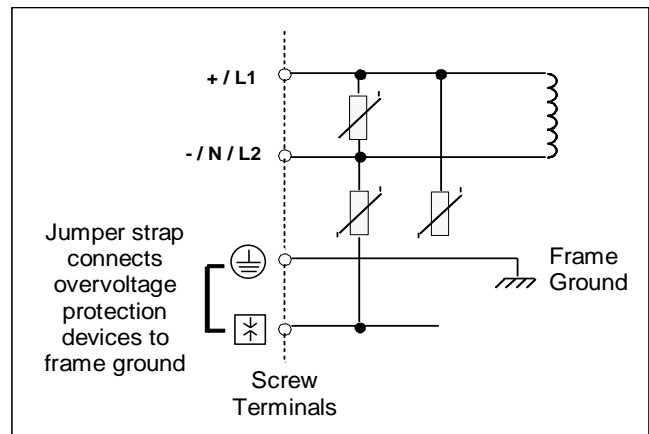 + / L1
- / N / L2
Jumper strap
connects
overvoltage
protection
devices to
frame ground
Frame
Ground
Screw
Terminals